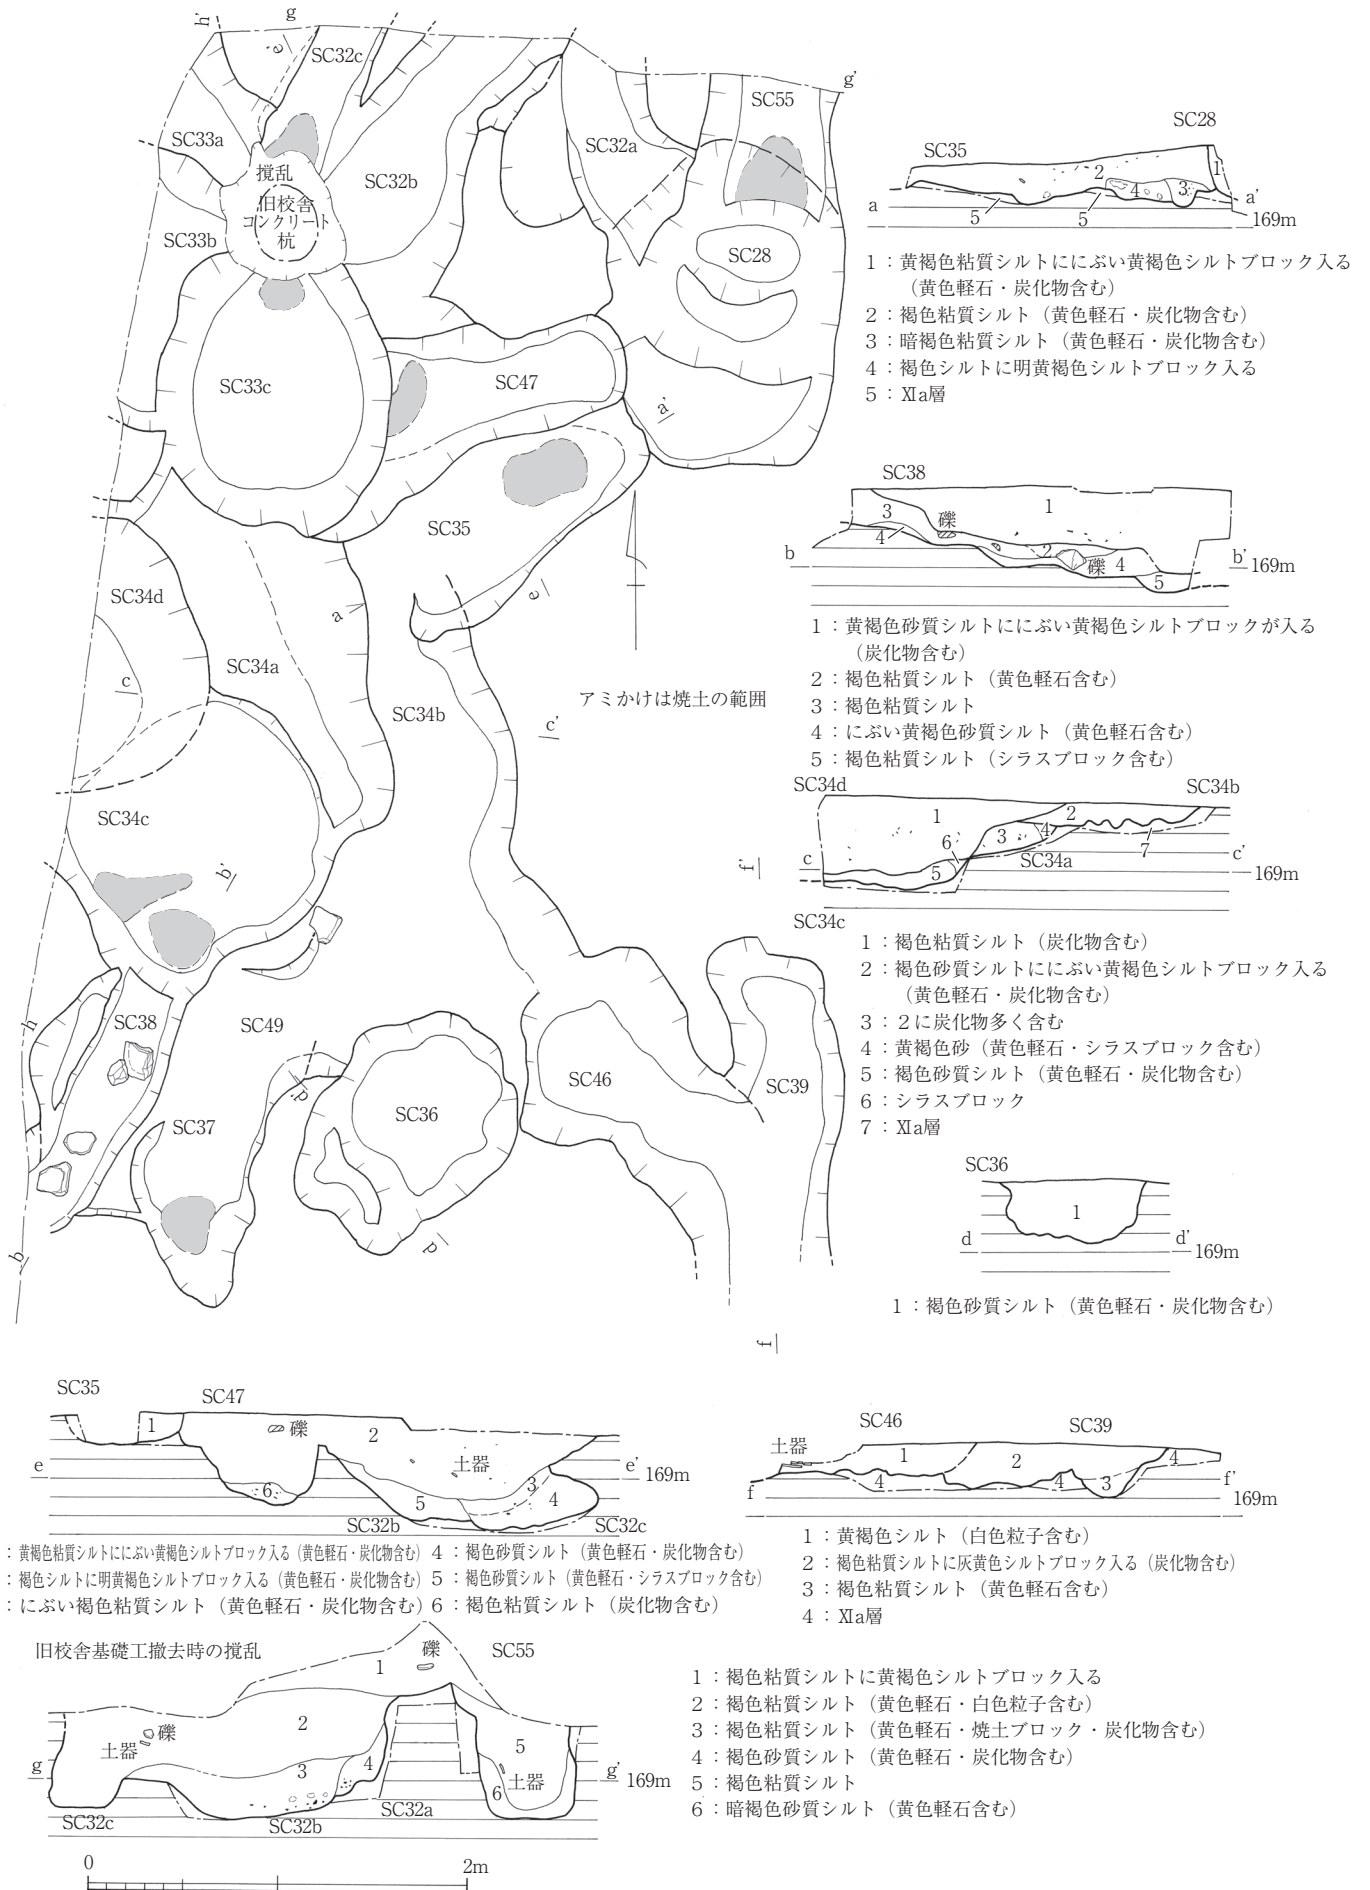 h'
g
e'
SC32c
SC33a
撹乱
SC32b
SC32a
SC55
g'
旧校舎
コンクリート
杭
SC33b
SC28
SC33c
SC47
a'
SC35
SC34d
a
e
SC34a
c
SC34b
アミかけは焼土の範囲
c'
SC34c
b'
f'
h
SC38
SC49
SC37
d'
SC36
SC46
SC39
d
b
f
SC28
SC35
1
2
3
4
a
5
5
a'
169m
1：黄褐色粘質シルトににぶい黄褐色シルトブロック入る
（黄色軽石・炭化物含む）
2：褐色粘質シルト（黄色軽石・炭化物含む）
3：暗褐色粘質シルト（黄色軽石・炭化物含む）
4：褐色シルトに明黄褐色シルトブロック入る
5：Ⅺa層
SC38
3
礫
1
4
2
礫
4
5
b
b'
169m
1：黄褐色砂質シルトににぶい黄褐色シルトブロックが入る
（炭化物含む）
2：褐色粘質シルト（黄色軽石含む）
3：褐色粘質シルト
4：にぶい黄褐色砂質シルト（黄色軽石含む）
5：褐色粘質シルト（シラスブロック含む）
SC34d
SC34b
1
2
3
4
6
5
SC34a
7
c
c'
169m
SC34c
1：褐色粘質シルト（炭化物含む）
2：褐色砂質シルトににぶい黄褐色シルトブロック入る
（黄色軽石・炭化物含む）
3：2に炭化物多く含む
4：黄褐色砂（黄色軽石・シラスブロック含む）
5：褐色砂質シルト（黄色軽石・炭化物含む）
6：シラスブロック
7：Ⅺa層
SC36
1
d
d'
169m
1：褐色砂質シルト（黄色軽石・炭化物含む）
SC35
SC47
1
礫
2
土器
e
6
5
3
4
e'
169m
SC32b
SC32c
：黄褐色粘質シルトににぶい黄褐色シルトブロック入る（黄色軽石・炭化物含む）
：褐色シルトに明黄褐色シルトブロック入る（黄色軽石・炭化物含む）
：にぶい褐色粘質シルト（黄色軽石・炭化物含む）
4：褐色砂質シルト（黄色軽石・炭化物含む）
5：褐色砂質シルト（黄色軽石・シラスブロック含む）
6：褐色粘質シルト（炭化物含む）
SC46
SC39
土器
1
2
4
4
4
3
f
f'
169m
1：黄褐色シルト（白色粒子含む）
2：褐色粘質シルトに灰黄色シルトブロック入る（炭化物含む）
3：褐色粘質シルト（黄色軽石含む）
4：Ⅺa層
旧校舎基礎工撤去時の撹乱
礫
1
SC55
礫
土器
2
3
4
5
土器
6
g
g'
169m
SC32c
SC32b
SC32a
1：褐色粘質シルトに黄褐色シルトブロック入る
2：褐色粘質シルト（黄色軽石・白色粒子含む）
3：褐色粘質シルト（黄色軽石・焼土ブロック・炭化物含む）
4：褐色砂質シルト（黄色軽石・炭化物含む）
5：褐色粘質シルト
6：暗褐色砂質シルト（黄色軽石含む）
0
2m